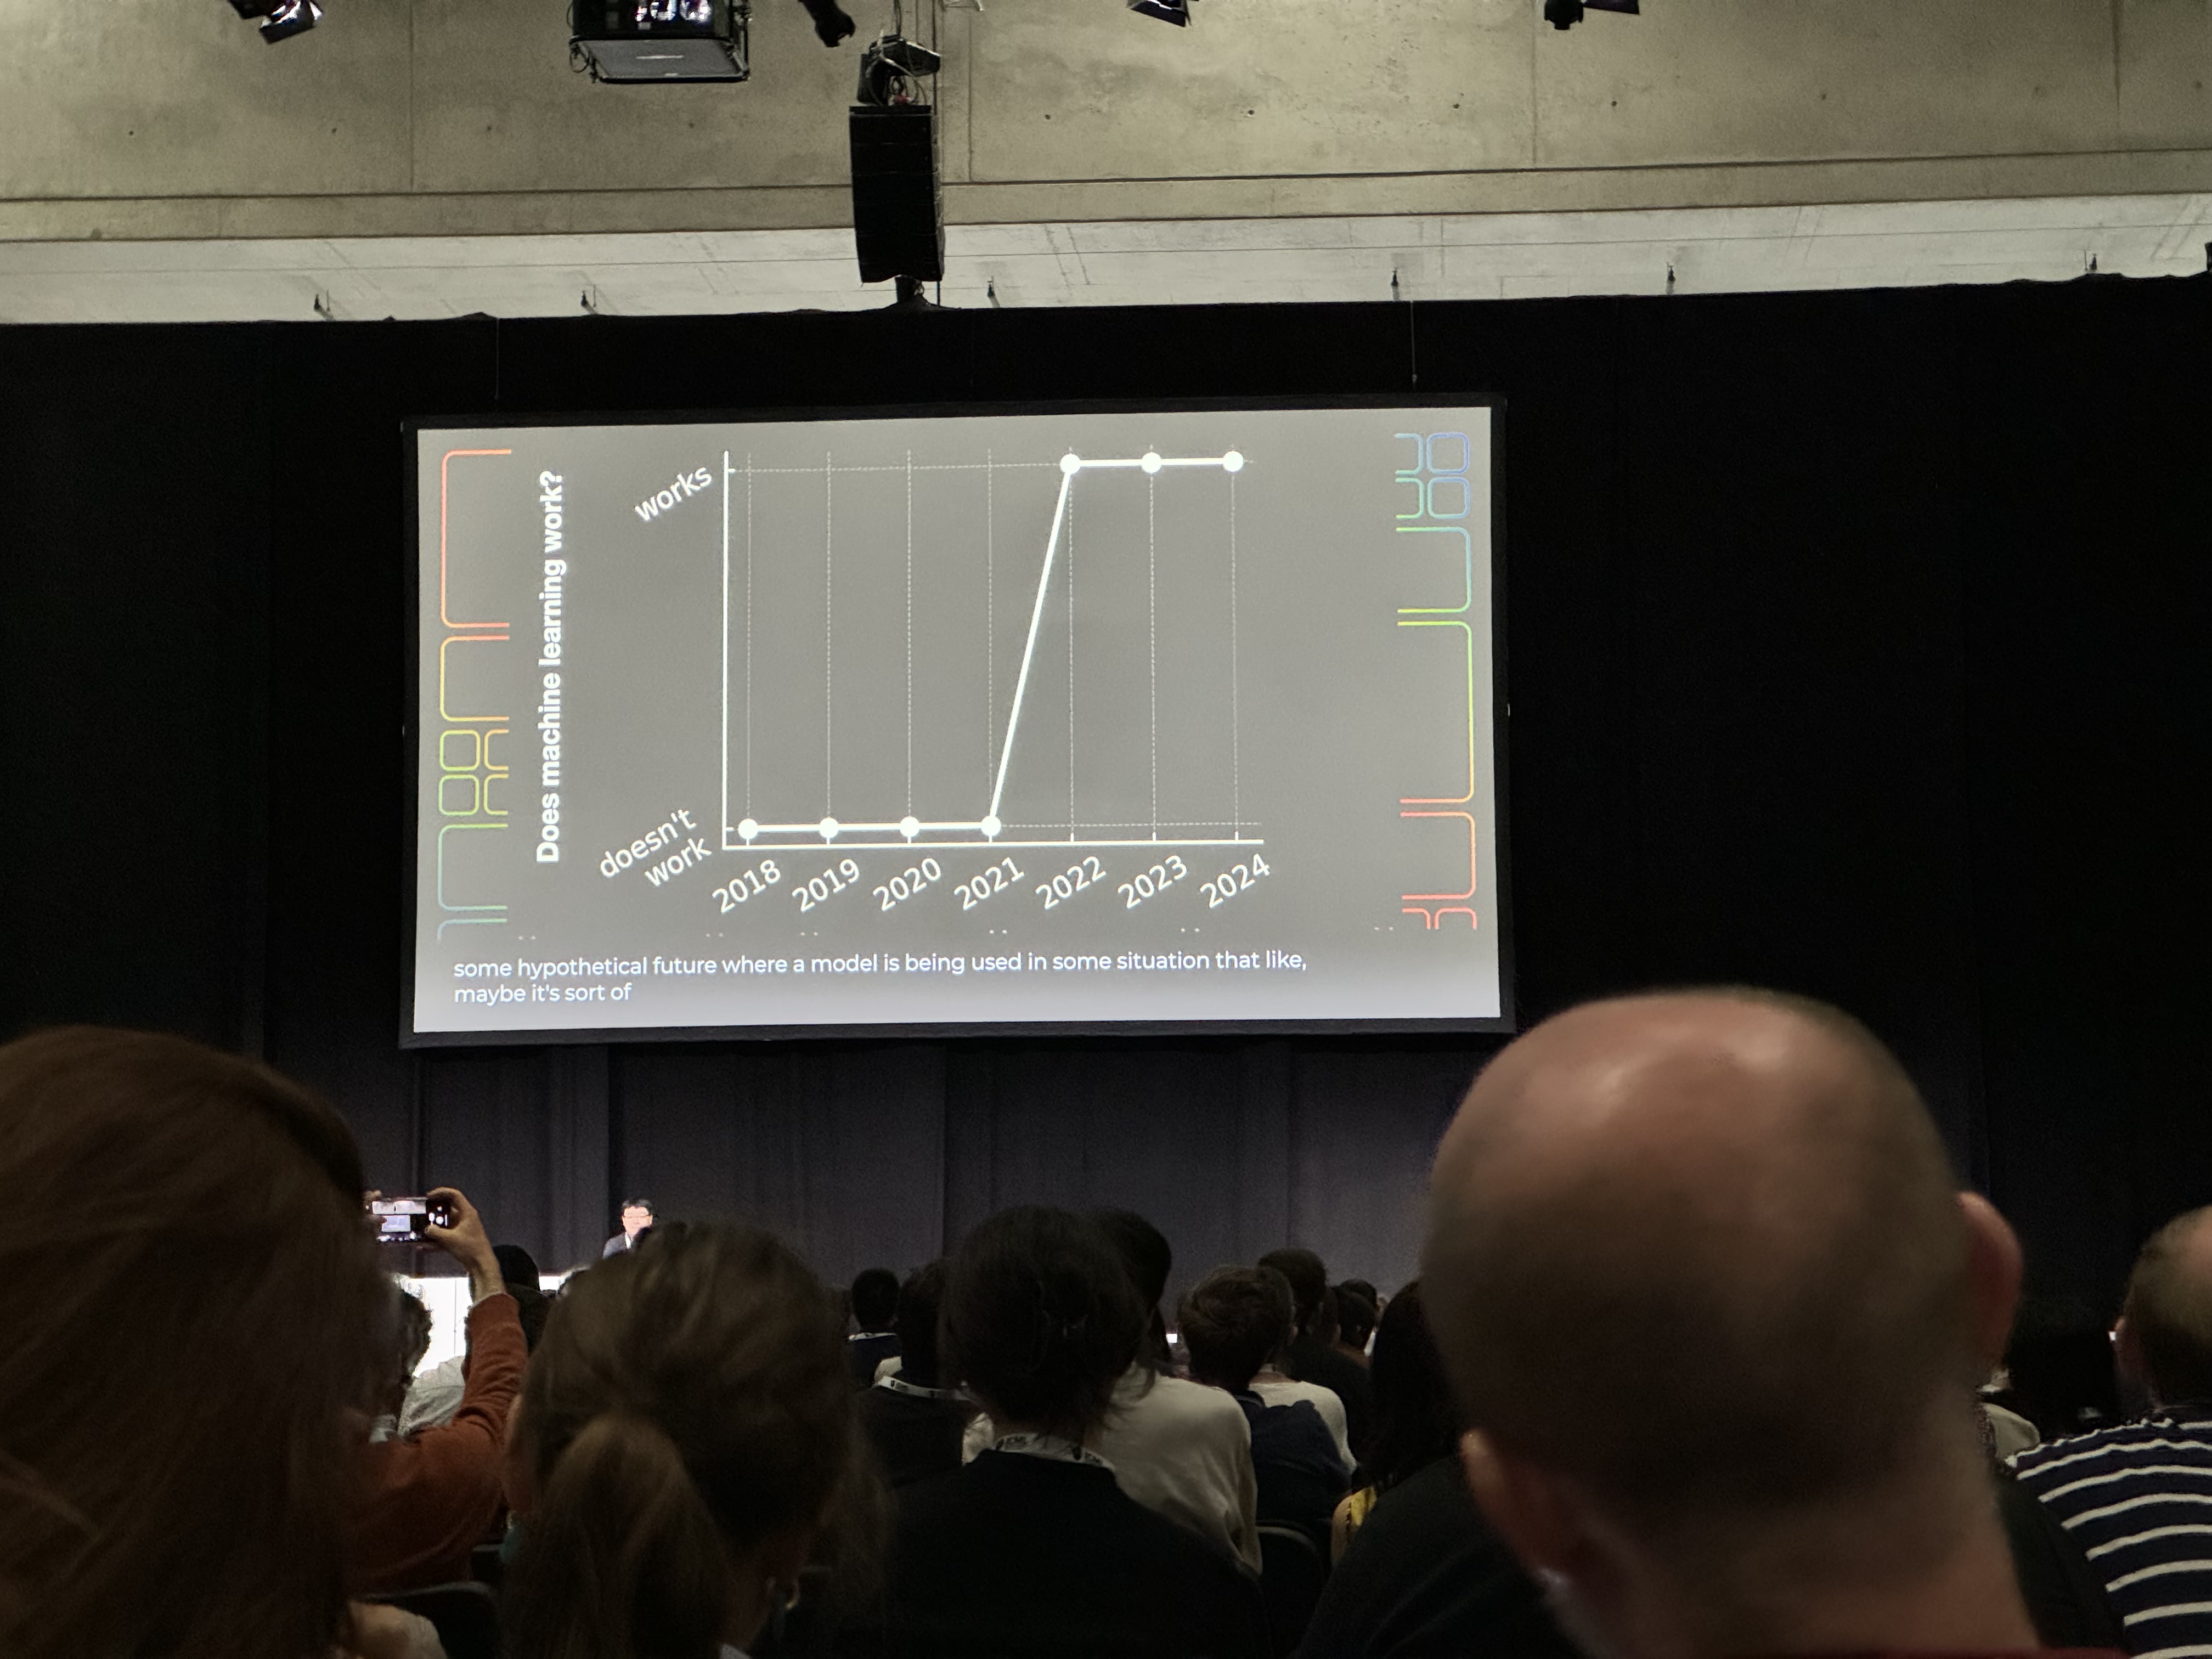 Does machine learning work?
works
doesn't
work
2018
2019
2020
2021
2022
2023
2024
some hypothetical future where a model is being used in some situation that like,
maybe it's sort of